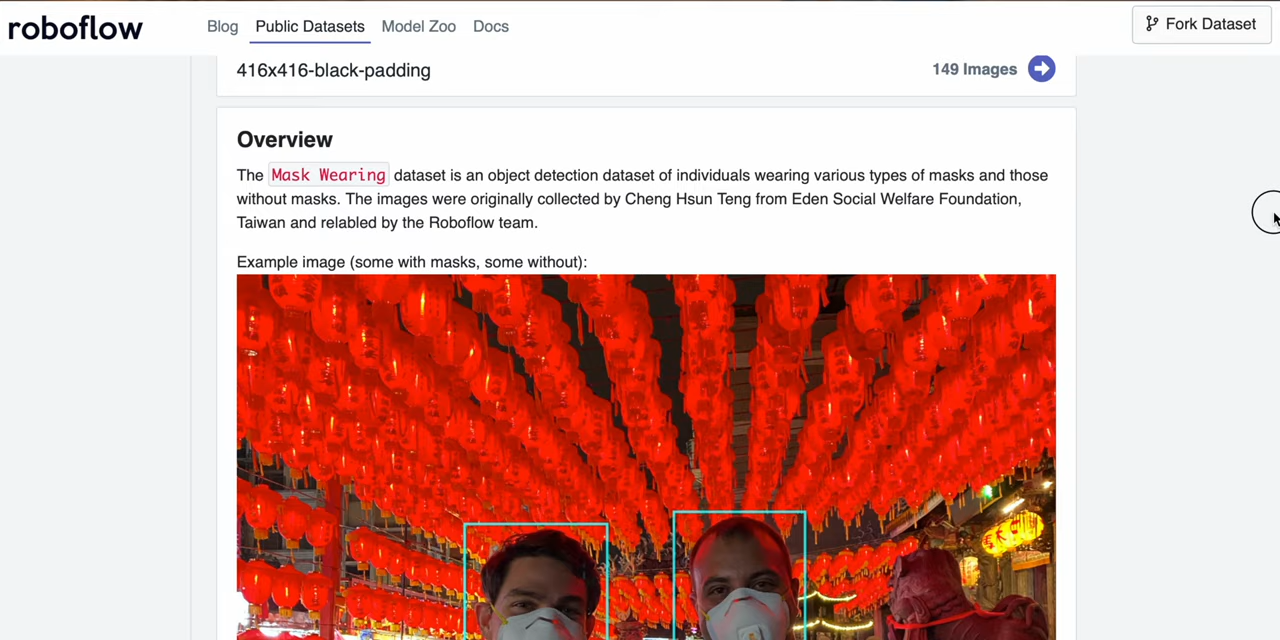 roboflow
Blog
Public Datasets
Model Zoo
Docs
Fork Dataset
416x416-black-padding
149 Images
Overview
The Mask Wearing dataset is an object detection dataset of individuals wearing various types of masks and those
without masks. The images were originally collected by Cheng Hsun Teng from Eden Social Welfare Foundation,
Taiwan and relabled by the Roboflow team.
Example image (some with masks, some without):